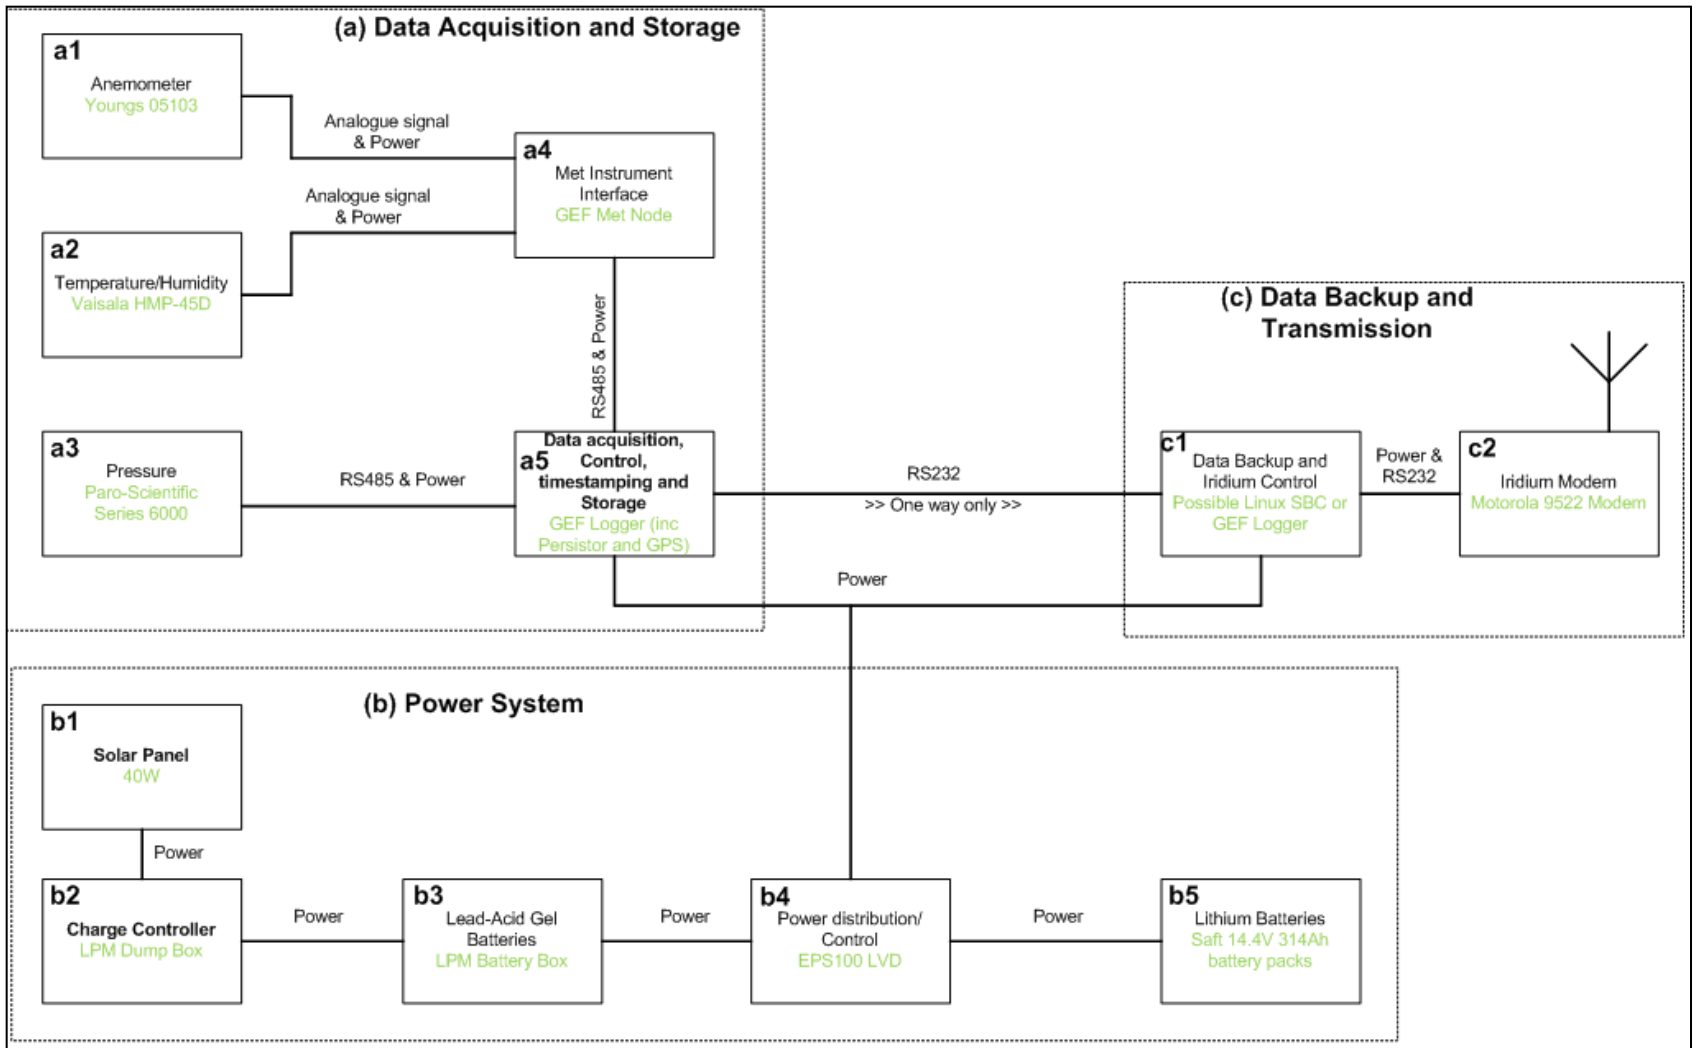 (a) Data Acquisition and Storage
a1
Anemometer
Youngs 05103
Analogue signal
& Power
a4
Met Instrument
Interface
GEF Met Node
Analogue signal
& Power
a2
Temperature/Humidity
Vaisala HMP-45D
RS485 & Power
a3
Pressure
Paro-Scientific
Series 6000
RS485 & Power
a5
Data acquisition,
Control,
timestamping and
Storage
GEF Logger (inc
Persistor and GPS)
RS232
>> One way only >>
(c) Data Backup and
Transmission
c1
Data Backup and
Iridium Control
Possible Linux SBC or
GEF Logger
Power &
RS232
c2
Iridium Modem
Motorola 9522 Modem
Power
(b) Power System
b1
Solar Panel
40W
Power
b2
Charge Controller
LPM Dump Box
Power
b3
Lead-Acid Gel
Batteries
LPM Battery Box
Power
b4
Power distribution/
Control
EPS100 LVD
Power
b5
Lithium Batteries
Saft 14.4V 314Ah
battery packs